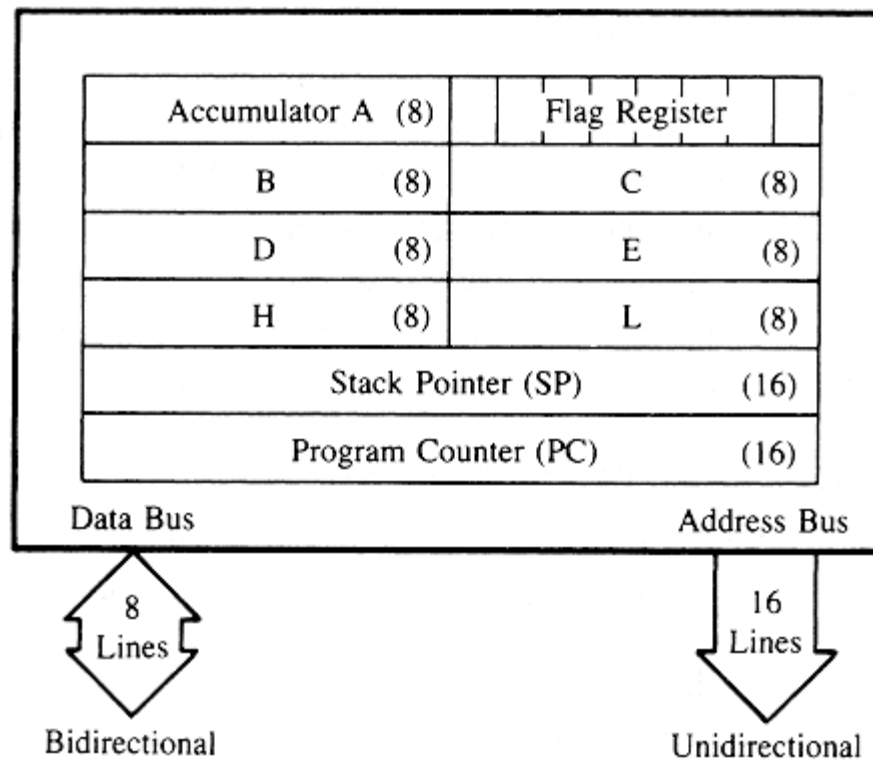 Accumulator A (8) Flag Register
B (8) C (8)
D (8) E (8)
H (8) L (8)
Stack Pointer (SP) (16)
Program Counter (PC) (16)
Data Bus Address Bus
8 16
Lines Lines
Bidirectional Unidirectional